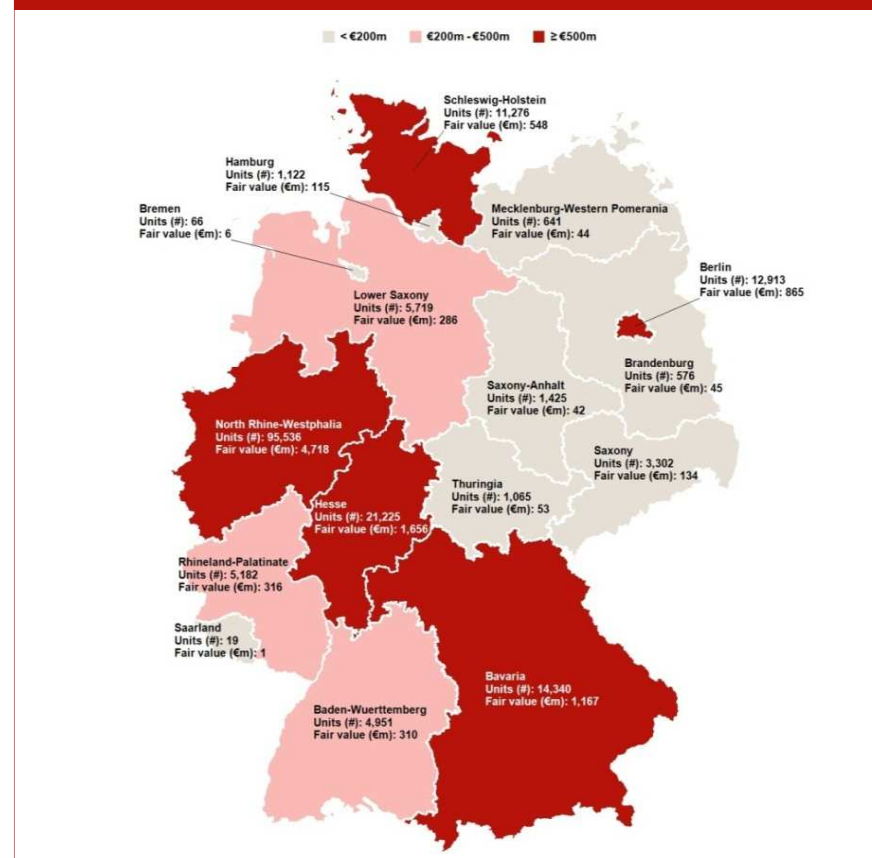 < €200m €200m - €500m ≥ €500m
Schleswig-Holstein
Units (#): 11,276
Fair value (€m): 548
Hamburg
Units (#): 1,122
Fair value (€m): 115
Bremen
Units (#): 66
Fair value (€m): 6
Mecklenburg-Western Pomerania
Units (#): 641
Fair value (€m): 44
Berlin
Units (#): 12,913
Fair value (€m): 865
Lower Saxony
Units (#): 5,719
Fair value (€m): 286
Brandenburg
Units (#): 576
Fair value (€m): 45
Saxony-Anhalt
Units (#): 1,425
Fair value (€m): 42
North Rhine-Westphalia
Units (#): 95,536
Fair value (€m): 4,718
Saxony
Units (#): 3,302
Fair value (€m): 134
Thuringia
Units (#): 1,065
Fair value (€m): 53
Hesse
Units (#): 21,225
Fair value (€m): 1,656
Rhineland-Palatinate
Units (#): 5,182
Fair value (€m): 316
Saarland
Units (#): 19
Fair value (€m): 1
Bavaria
Units (#): 14,340
Fair value (€m): 1,167
Baden-Wuerttemberg
Units (#): 4,951
Fair value (€m): 310